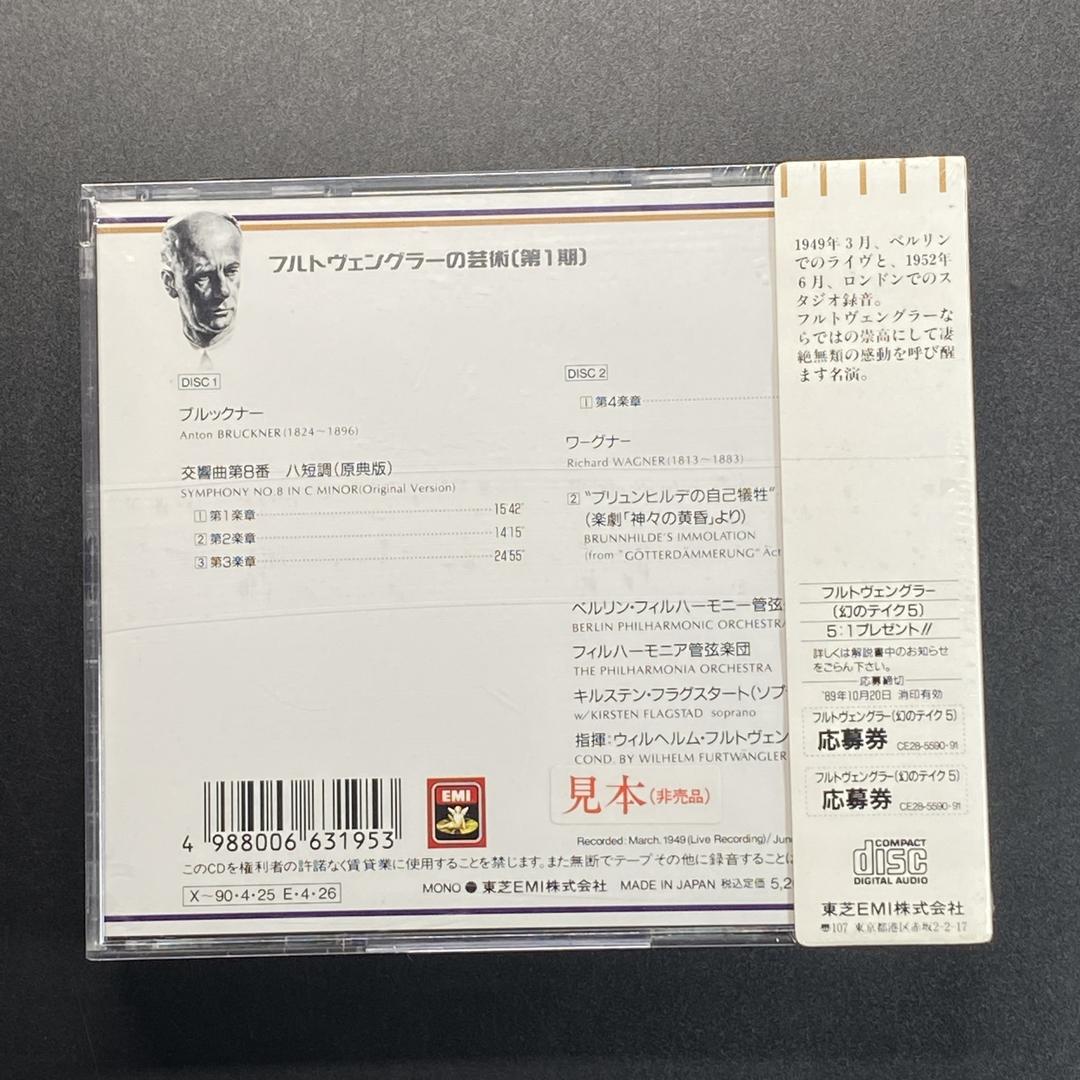 フルトヴェングラーの芸術〔第1期〕
DISC 1
ブルックナー
Anton BRUCKNER(1824～1896)
交響曲第8番 ハ短調(原典版)
SYMPHONY NO.8 IN C MINOR(Original Version)
1 第1楽章 15'42"
2 第2楽章 14'15"
3 第3楽章 24'55"
DISC 2
1 第4楽章
ワーグナー
Richard WAGNER(1813～1883)
2 "ブリュンヒルデの自己犠牲"
(楽劇「神々の黄昏」より)
BRUNNHILDE'S IMMOLATION
(from "GÖTTERDÄMMERUNG" Act
ベルリン・フィルハーモニー管弦
BERLIN PHILHARMONIC ORCHESTRA
フィルハーモニア管弦楽団
THE PHILHARMONIA ORCHESTRA
キルステン・フラグスタート(ソプ
w/KIRSTEN FLAGSTAD soprano
指揮:ウィルヘルム・フルトヴェン
COND. BY WILHELM FURTWÄNGLER
見本(非売品)
4 988006 631953
EMI
Recorded: March, 1949(Live Recording)/June
このCDを権利者の許諾なく賃貸業に使用することを禁じます。また無断でテープその他に録音することは
X～90・4・25 E・4・26
MONO ● 東芝EMI株式会社 MADE IN JAPAN 税込定価 5,2
1949年3月、ベルリン
でのライヴと、1952年
6月、ロンドンでのス
タジオ録音。
フルトヴェングラーな
らではの崇高にして凄
絶無類の感動を呼び醒
ます名演。
フルトヴェングラー
(幻のテイク5)
5:1プレゼント!!
詳しくは解説書中のお知らせ
をごらん下さい。
応募締切
'89年10月20日 消印有効
フルトヴェングラー(幻のテイク5)
応募券 CE28-5590・91
フルトヴェングラー(幻のテイク5)
応募券 CE28-5590・91
COMPACT
disc
DIGITAL AUDIO
東芝EMI株式会社
〠107 東京都港区赤坂2-2-17